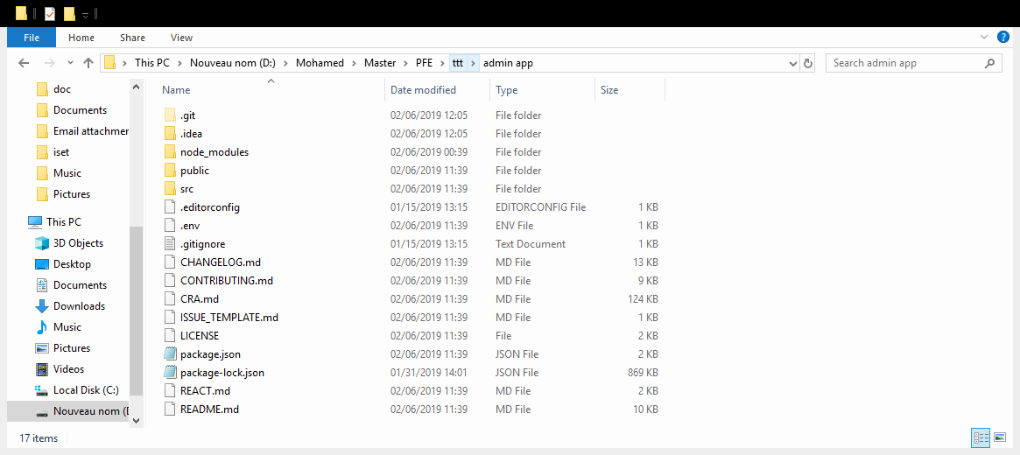 File Home Share View
This PC Nouveau nom (D:) Mohamed Master PFE ttt admin app Search admin app
doc
Documents
Email attachmer
iset
Music
Pictures
This PC
3D Objects
Desktop
Documents
Downloads
Music
Pictures
Videos
Local Disk (C:)
Nouveau nom (D
Name Date modified Type Size
.git 02/06/2019 12:05 File folder
.idea 02/06/2019 12:05 File folder
node_modules 02/06/2019 00:39 File folder
public 02/06/2019 11:39 File folder
src 02/06/2019 11:39 File folder
.editorconfig 01/15/2019 13:15 EDITORCONFIG File 1 KB
.env 02/06/2019 11:39 ENV File 1 KB
.gitignore 01/15/2019 13:15 Text Document 1 KB
CHANGELOG.md 02/06/2019 11:39 MD File 13 KB
CONTRIBUTING.md 02/06/2019 11:39 MD File 9 KB
CRA.md 02/06/2019 11:39 MD File 124 KB
ISSUE_TEMPLATE.md 02/06/2019 11:39 MD File 1 KB
LICENSE 02/06/2019 11:39 File 2 KB
package.json 02/06/2019 11:39 JSON File 2 KB
package-lock.json 01/31/2019 14:01 JSON File 869 KB
REACT.md 02/06/2019 11:39 MD File 2 KB
README.md 02/06/2019 11:39 MD File 10 KB
17 items